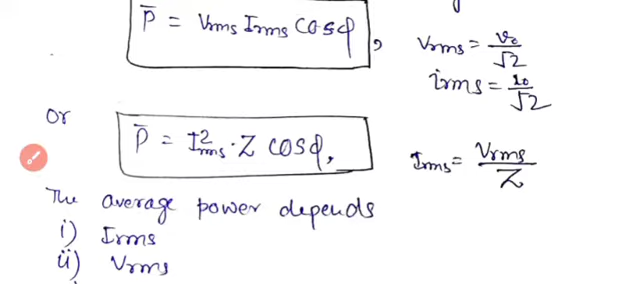 P̄ = Vrms Irms Cosφ,
Vrms = V₀/√2
irms = i₀/√2
or
P̄ = I²rms · Z cosφ,
Irms = Vrms/Z
The average power depends
i) Irms
ii) Vrms